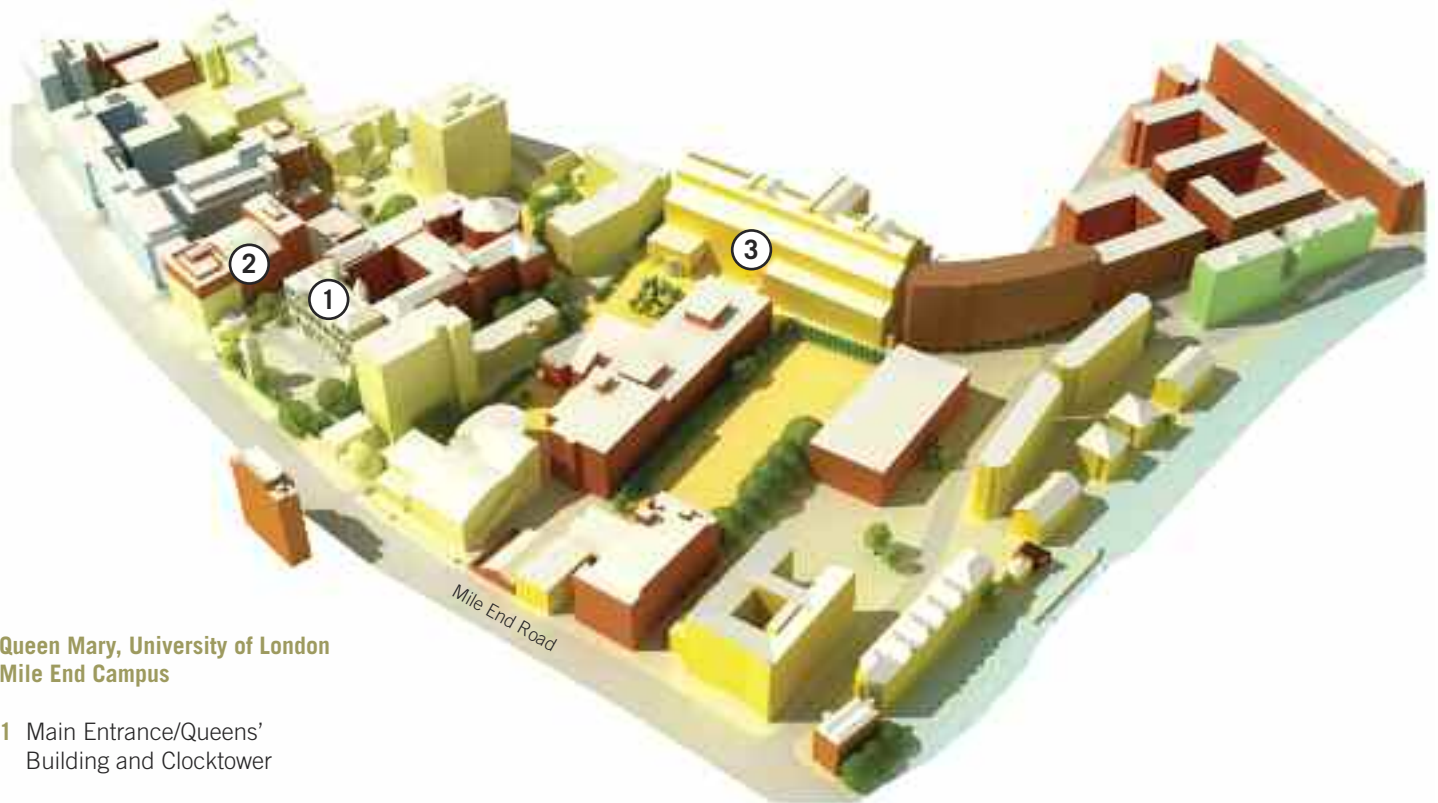 2
1
3
Mile End Road
Queen Mary, University of London
Mile End Campus
1 Main Entrance/Queens’
Building and Clocktower